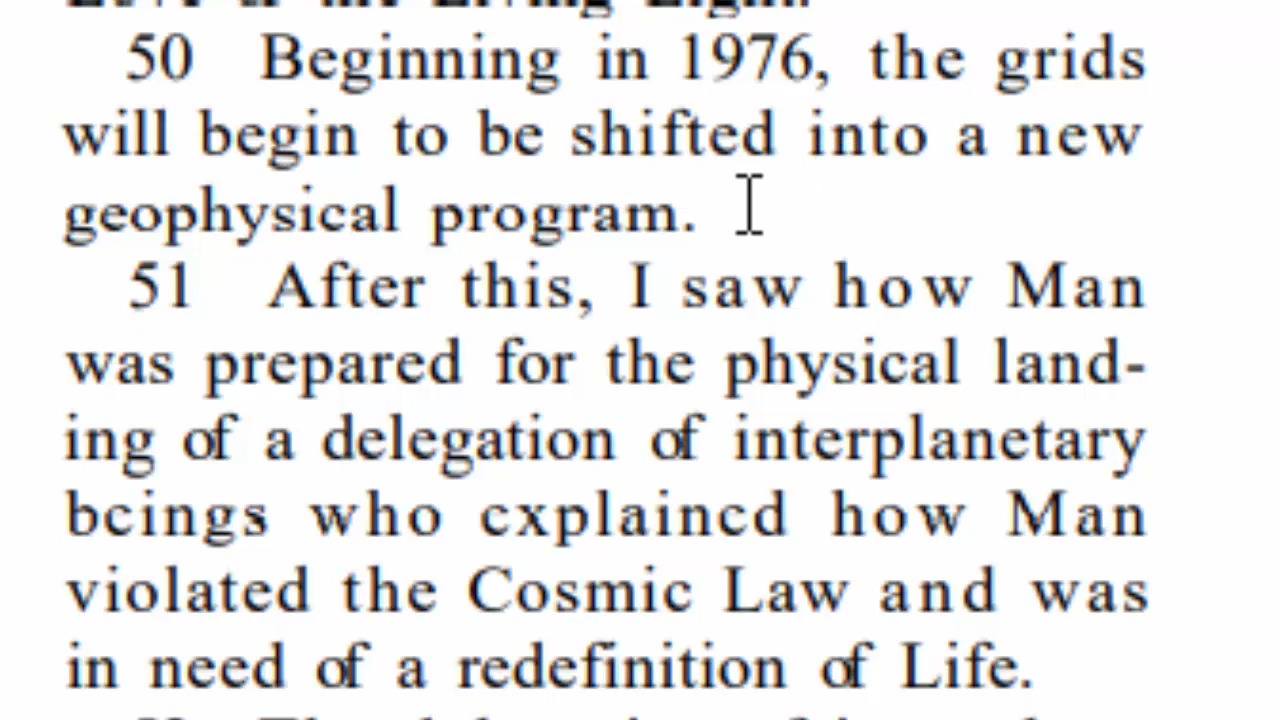 50 Beginning in 1976, the grids
will begin to be shifted into a new
geophysical program.
51 After this, I saw how Man
was prepared for the physical land-
ing of a delegation of interplanetary
beings who explained how Man
violated the Cosmic Law and was
in need of a redefinition of Life.